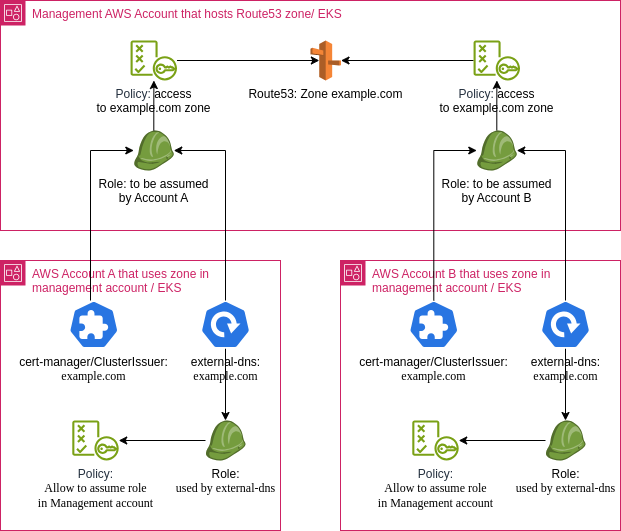 Management AWS Account that hosts Route53 zone/ EKS
Policy: access
to example.com zone
Route53: Zone example.com
Policy: access
to example.com zone
Role: to be assumed
by Account A
Role: to be assumed
by Account B
AWS Account A that uses zone in
management account / EKS
cert-manager/ClusterIssuer:
example.com
external-dns:
example.com
Policy:
Allow to assume role
in Management account
Role:
used by external-dns
AWS Account B that uses zone in
management account / EKS
cert-manager/ClusterIssuer:
example.com
external-dns:
example.com
Policy:
Allow to assume role
in Management account
Role:
used by external-dns